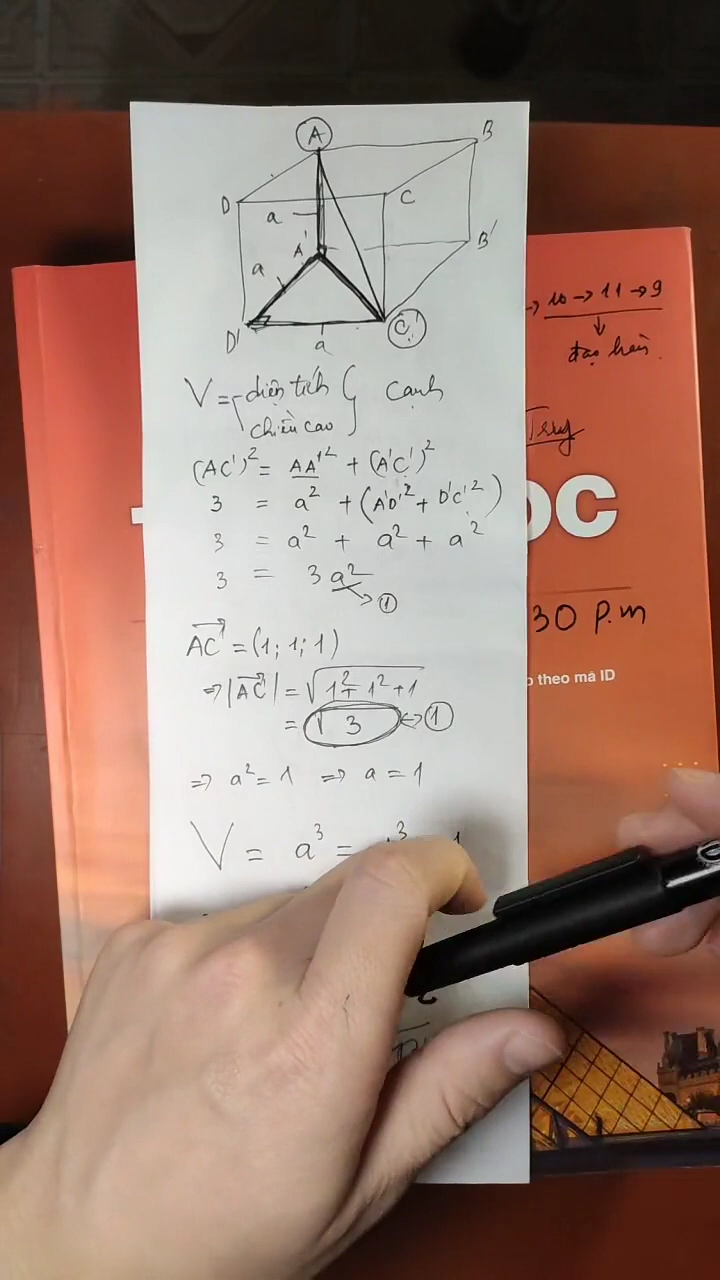 A
B
D
C
a
A'
B'
a
D'
a
C'
→ 10 → 11 → 9
đạo hàm
V = diện tích
chiều cao
cạnh
(AC')² = AA'² + (A'C')²
3 = a² + (A'D'² + D'C'²)
3 = a² + a² + a²
3 = 3a²
①
AC' = (1; 1; 1)
⇒ |AC'| = √1² + 1² + 1
= √3 ⇔ ①
⇒ a² = 1 ⇒ a = 1
V = a³ =
ỌC
30 p.m
theo mã ID